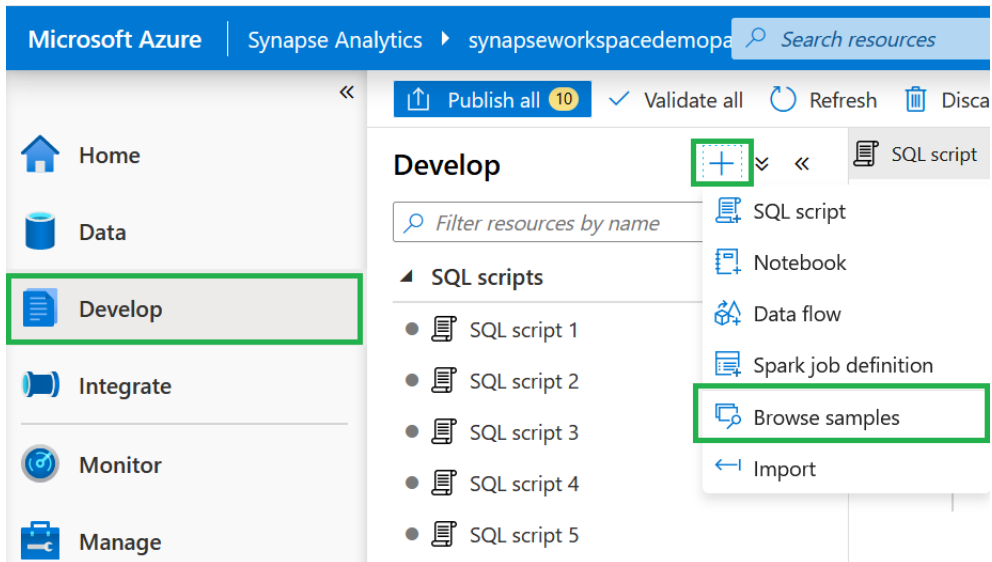 Microsoft Azure
Synapse Analytics
synapseworkspacedemopa
Search resources
Publish all 10
Validate all
Refresh
Disca
Home
Data
Develop
Integrate
Monitor
Manage
Develop
Filter resources by name
SQL scripts
SQL script 1
SQL script 2
SQL script 3
SQL script 4
SQL script 5
SQL script
SQL script
Notebook
Data flow
Spark job definition
Browse samples
Import